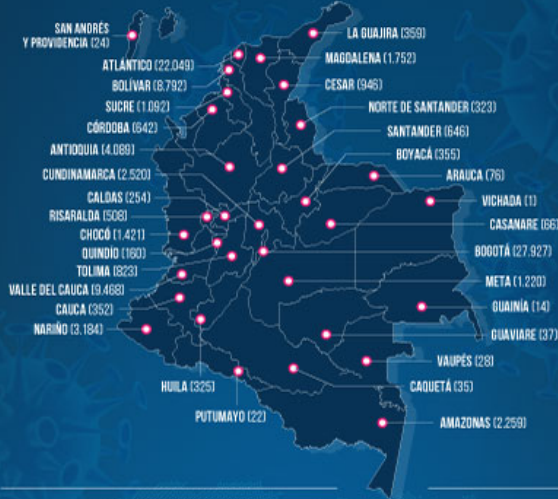 SAN ANDRÉS
Y PROVIDENCIA (24)
ATLÁNTICO (22.049)
BOLÍVAR (8.792)
SUCRE (1.092)
CÓRDOBA (642)
ANTIOQUIA (4.089)
CUNDINAMARCA (2.520)
CALDAS (254)
RISARALDA (508)
CHOCÓ (1.421)
QUINDÍO (160)
TOLIMA (823)
VALLE DEL CAUCA (9.468)
CAUCA (352)
NARIÑO (3.184)
HUILA (325)
PUTUMAYO (22)
LA GUAJIRA (359)
MAGDALENA (1.752)
CESAR (946)
NORTE DE SANTANDER (323)
SANTANDER (646)
BOYACÁ (355)
ARAUCA (76)
VICHADA (1)
CASANARE (66)
BOGOTÁ (27.927)
META (1.220)
GUAINÍA (14)
GUAVIARE (37)
VAUPÉS (28)
CAQUETÁ (35)
AMAZONAS (2.259)